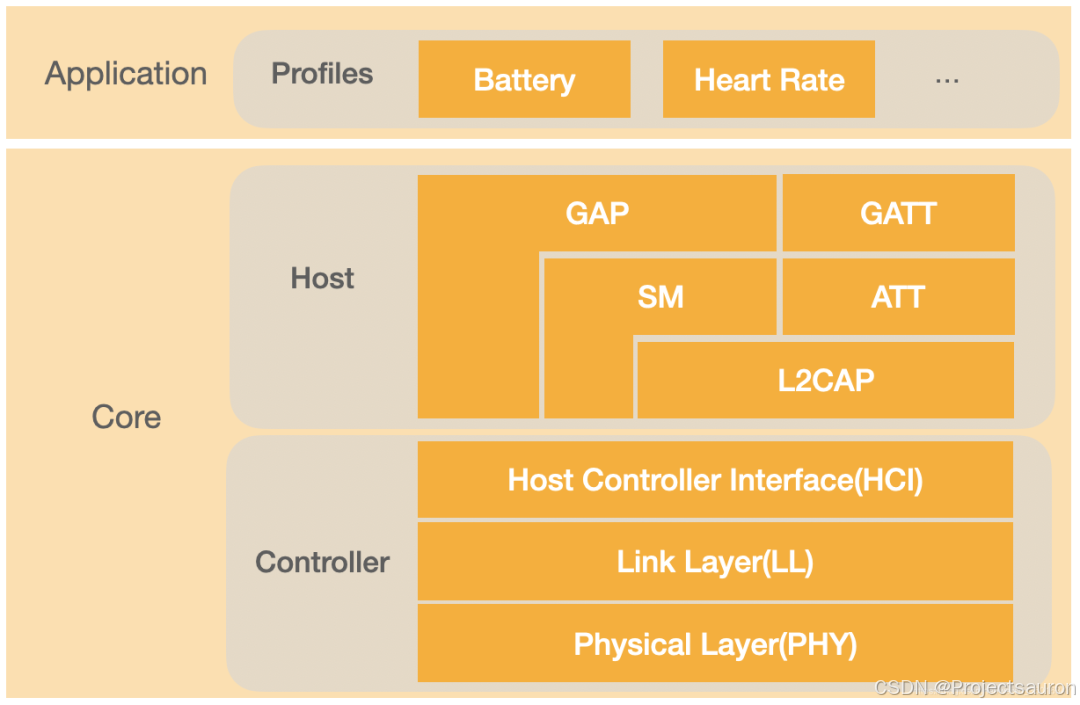 Application
Profiles
Battery
Heart Rate
...
Core
Host
GAP
GATT
SM
ATT
L2CAP
Controller
Host Controller Interface(HCI)
Link Layer(LL)
Physical Layer(PHY)
CSDN @Projectsauron